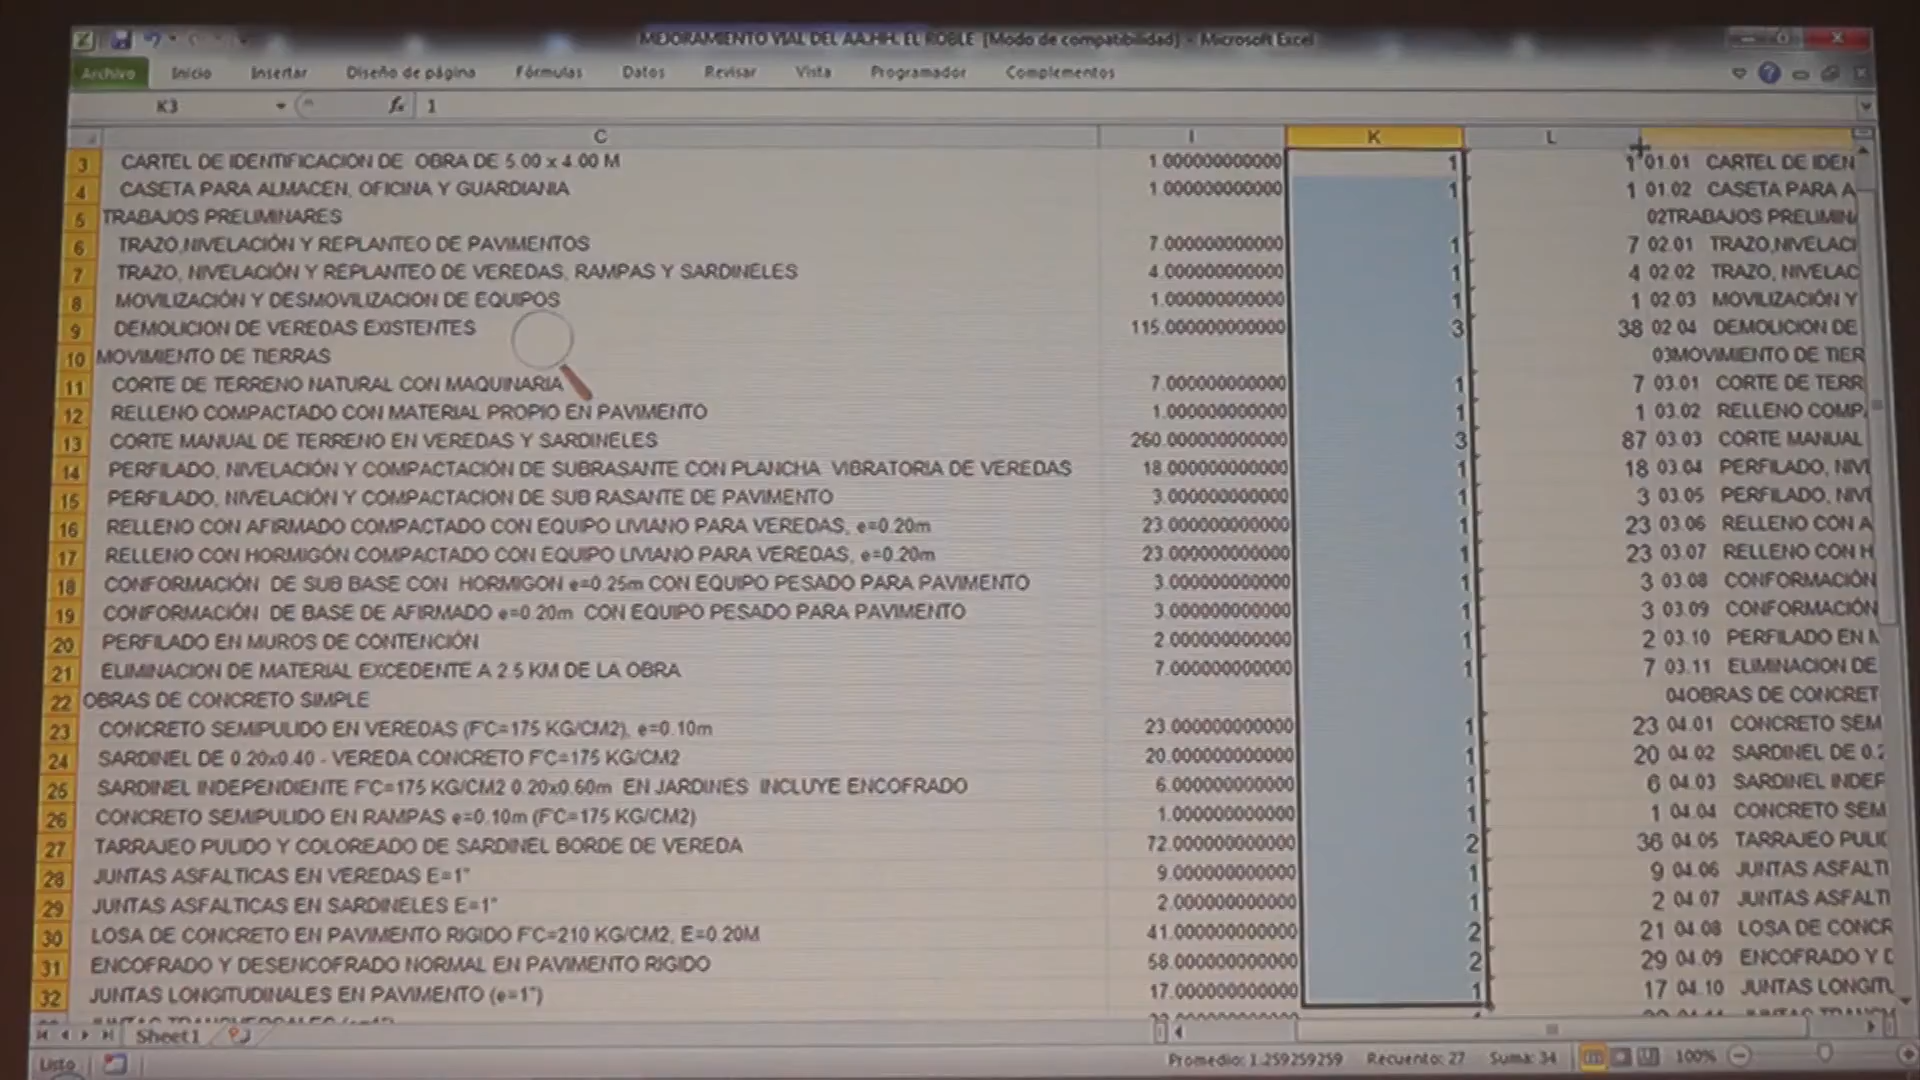 MEJORAMIENTO VIAL DEL AA.HH. EL ROBLE [Modo de compatibilidad] - Microsoft Excel
Archivo Inicio Insertar Diseño de página Fórmulas Datos Revisar Vista Programador Complementos
K3 fx 1
C I K L
3 CARTEL DE IDENTIFICACION DE OBRA DE 5.00 x 4.00 M 1.000000000000 1 1 01.01 CARTEL DE IDEN
4 CASETA PARA ALMACEN, OFICINA Y GUARDIANIA 1.000000000000 1 1 01.02 CASETA PARA A
5 TRABAJOS PRELIMINARES 02TRABAJOS PRELIMINA
6 TRAZO,NIVELACIÓN Y REPLANTEO DE PAVIMENTOS 7.000000000000 1 7 02.01 TRAZO,NIVELACI
7 TRAZO, NIVELACIÓN Y REPLANTEO DE VEREDAS, RAMPAS Y SARDINELES 4.000000000000 1 4 02.02 TRAZO, NIVELAC
8 MOVILIZACIÓN Y DESMOVILIZACION DE EQUIPOS 1.000000000000 1 1 02.03 MOVILIZACIÓN Y
9 DEMOLICION DE VEREDAS EXISTENTES 115.000000000000 3 38 02.04 DEMOLICION DE
10 MOVIMIENTO DE TIERRAS 03MOVIMIENTO DE TIER
11 CORTE DE TERRENO NATURAL CON MAQUINARIA 7.000000000000 1 7 03.01 CORTE DE TERR
12 RELLENO COMPACTADO CON MATERIAL PROPIO EN PAVIMENTO 1.000000000000 1 1 03.02 RELLENO COMP
13 CORTE MANUAL DE TERRENO EN VEREDAS Y SARDINELES 260.000000000000 3 87 03.03 CORTE MANUAL
14 PERFILADO, NIVELACIÓN Y COMPACTACIÓN DE SUBRASANTE CON PLANCHA VIBRATORIA DE VEREDAS 18.000000000000 1 18 03.04 PERFILADO, NIVE
15 PERFILADO, NIVELACIÓN Y COMPACTACION DE SUB RASANTE DE PAVIMENTO 3.000000000000 1 3 03.05 PERFILADO, NIVE
16 RELLENO CON AFIRMADO COMPACTADO CON EQUIPO LIVIANO PARA VEREDAS, e=0.20m 23.000000000000 1 23 03.06 RELLENO CON A
17 RELLENO CON HORMIGÓN COMPACTADO CON EQUIPO LIVIANO PARA VEREDAS, e=0.20m 23.000000000000 1 23 03.07 RELLENO CON H
18 CONFORMACIÓN DE SUB BASE CON HORMIGON e=0.25m CON EQUIPO PESADO PARA PAVIMENTO 3.000000000000 1 3 03.08 CONFORMACIÓN
19 CONFORMACIÓN DE BASE DE AFIRMADO e=0.20m CON EQUIPO PESADO PARA PAVIMENTO 3.000000000000 1 3 03.09 CONFORMACIÓN
20 PERFILADO EN MUROS DE CONTENCIÓN 2.000000000000 1 2 03.10 PERFILADO EN M
21 ELIMINACION DE MATERIAL EXCEDENTE A 2.5 KM DE LA OBRA 7.000000000000 1 7 03.11 ELIMINACION DE
22 OBRAS DE CONCRETO SIMPLE 04OBRAS DE CONCRET
23 CONCRETO SEMIPULIDO EN VEREDAS (F'C=175 KG/CM2), e=0.10m 23.000000000000 1 23 04.01 CONCRETO SEM
24 SARDINEL DE 0.20x0.40 - VEREDA CONCRETO F'C=175 KG/CM2 20.000000000000 1 20 04.02 SARDINEL DE 0.2
25 SARDINEL INDEPENDIENTE F'C=175 KG/CM2 0.20x0.60m EN JARDINES INCLUYE ENCOFRADO 6.000000000000 1 6 04.03 SARDINEL INDEP
26 CONCRETO SEMIPULIDO EN RAMPAS e=0.10m (F'C=175 KG/CM2) 1.000000000000 1 1 04.04 CONCRETO SEM
27 TARRAJEO PULIDO Y COLOREADO DE SARDINEL BORDE DE VEREDA 72.000000000000 2 36 04.05 TARRAJEO PULIC
28 JUNTAS ASFALTICAS EN VEREDAS E=1" 9.000000000000 1 9 04.06 JUNTAS ASFALTI
29 JUNTAS ASFALTICAS EN SARDINELES E=1" 2.000000000000 1 2 04.07 JUNTAS ASFALTI
30 LOSA DE CONCRETO EN PAVIMENTO RIGIDO F'C=210 KG/CM2, E=0.20M 41.000000000000 2 21 04.08 LOSA DE CONCR
31 ENCOFRADO Y DESENCOFRADO NORMAL EN PAVIMENTO RIGIDO 58.000000000000 2 29 04.09 ENCOFRADO Y D
32 JUNTAS LONGITUDINALES EN PAVIMENTO (e=1") 17.000000000000 1 17 04.10 JUNTAS LONGITU
Sheet1
Listo Promedio: 1.259259259 Recuento: 27 Suma: 34 100%